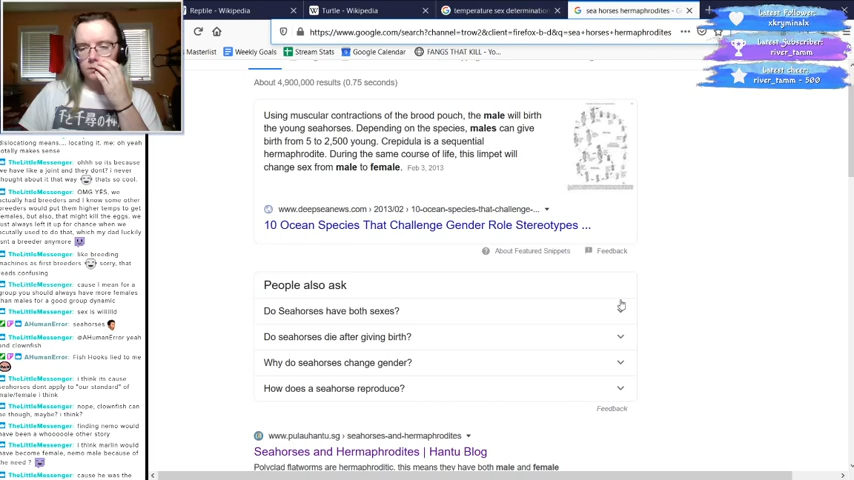 Reptile - Wikipedia
Turtle - Wikipedia
temperature sex determination
sea horses hermaphrodites - G
https://www.google.com/search?channel=trow2&client=firefox-b-d&q=sea+horses+hermaphrodites
Masterlist
Weekly Goals
Stream Stats
Google Calendar
FANGS THAT KILL - Yo...
Latest Follower:
xkryminalx
Latest Subscriber:
river_tamm
Latest cheer:
river_tamm - 500
About 4,900,000 results (0.75 seconds)
Using muscular contractions of the brood pouch, the male will birth
the young seahorses. Depending on the species, males can give
birth from 5 to 2,500 young. Crepidula is a sequential
hermaphrodite. During the same course of life, this limpet will
change sex from male to female. Feb 3, 2013
www.deepseanews.com › 2013/02 › 10-ocean-species-that-challenge-...
10 Ocean Species That Challenge Gender Role Stereotypes ...
About Featured Snippets
Feedback
People also ask
Do Seahorses have both sexes?
Do seahorses die after giving birth?
Why do seahorses change gender?
How does a seahorse reproduce?
Feedback
www.pulauhantu.sg › seahorses-and-hermaphrodites
Seahorses and Hermaphrodites | Hantu Blog
Polyclad flatworms are hermaphroditic, this means they have both male and female
千と千尋の
dislocationg means.... locating it, me: oh yeah
totally makes sense
TheLittleMessenger: ohhh so its because
we have like a joint and they dont? i never
thought about it that way thats so cool.
TheLittleMessenger: OMG YES, we
actually had breeders and I know some other
breeders would put them higher temps to get
females, but also, that might kill the eggs. we
just always left it up for chance when we
acutally used to do that, which my dad luckily
isnt a breeder anymore
TheLittleMessenger: like breeding
machines as first breeders sorry, that
reads confusing
TheLittleMessenger: cause I mean for a
group you should always have more females
than males for a good group dynamic
TheLittleMessenger: sex is willlld
AHumanError: seahorses
TheLittleMessenger: @AHumanError yeah
and clownfish
AHumanError: Fish Hooks lied to me
TheLittleMessenger: i think its cause
seahorses dont apply to "our standard" of
male/female i think
TheLittleMessenger: nope, clownfish can
be though, maybe? i think?
TheLittleMessenger: finding nemo would
have been a whooooole other story
TheLittleMessenger: I think marlin would
have become female, nemo male because of
the need ?
TheLittleMessenger: cause he was the